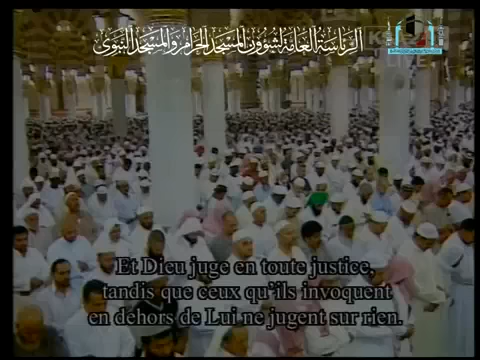 الرئاسة العامة لشؤون المسجد الحرام والمسجد النبوي
LIVE
Et Dieu juge en toute justice,
tandis que ceux qu'ils invoquent
en dehors de Lui ne jugent sur rien.